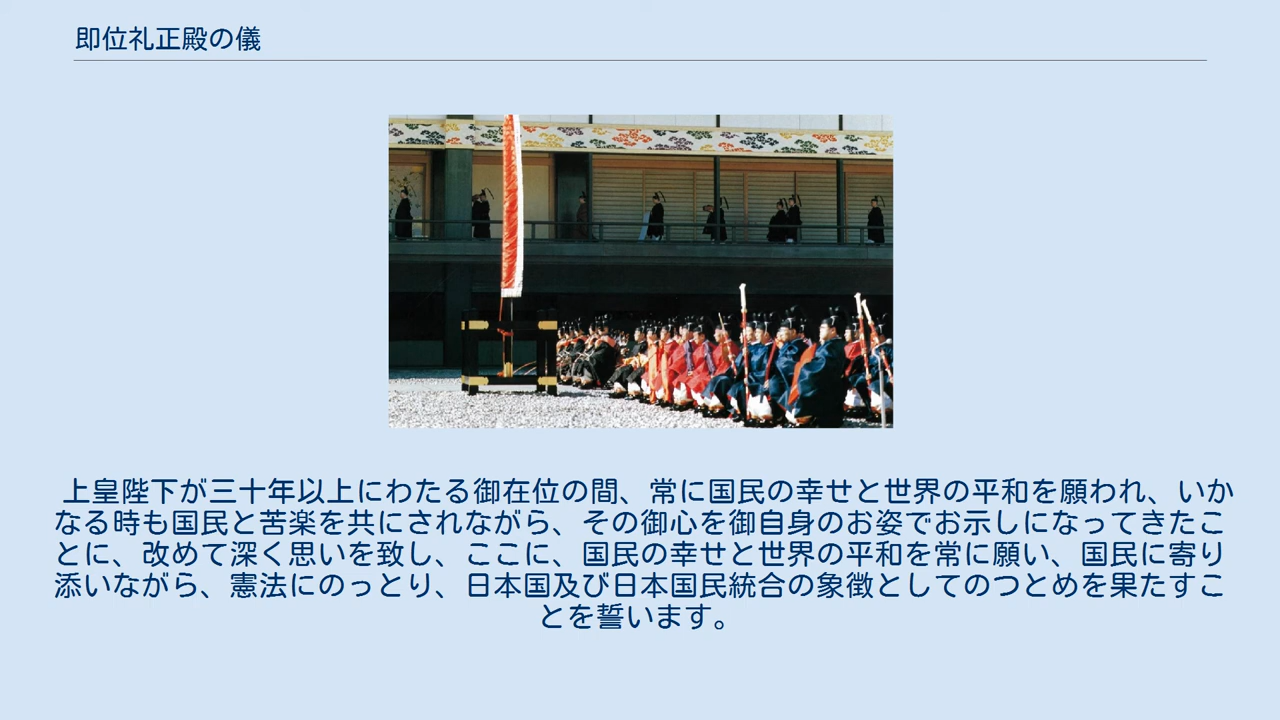 即位礼正殿の儀
上皇陛下が三十年以上にわたる御在位の間、常に国民の幸せと世界の平和を願われ、いか
なる時も国民と苦楽を共にされながら、その御心を御自身のお姿でお示しになってきたこ
とに、改めて深く思いを致し、ここに、国民の幸せと世界の平和を常に願い、国民に寄り
添いながら、憲法にのっとり、日本国及び日本国民統合の象徴としてのつとめを果たすこ
とを誓います。